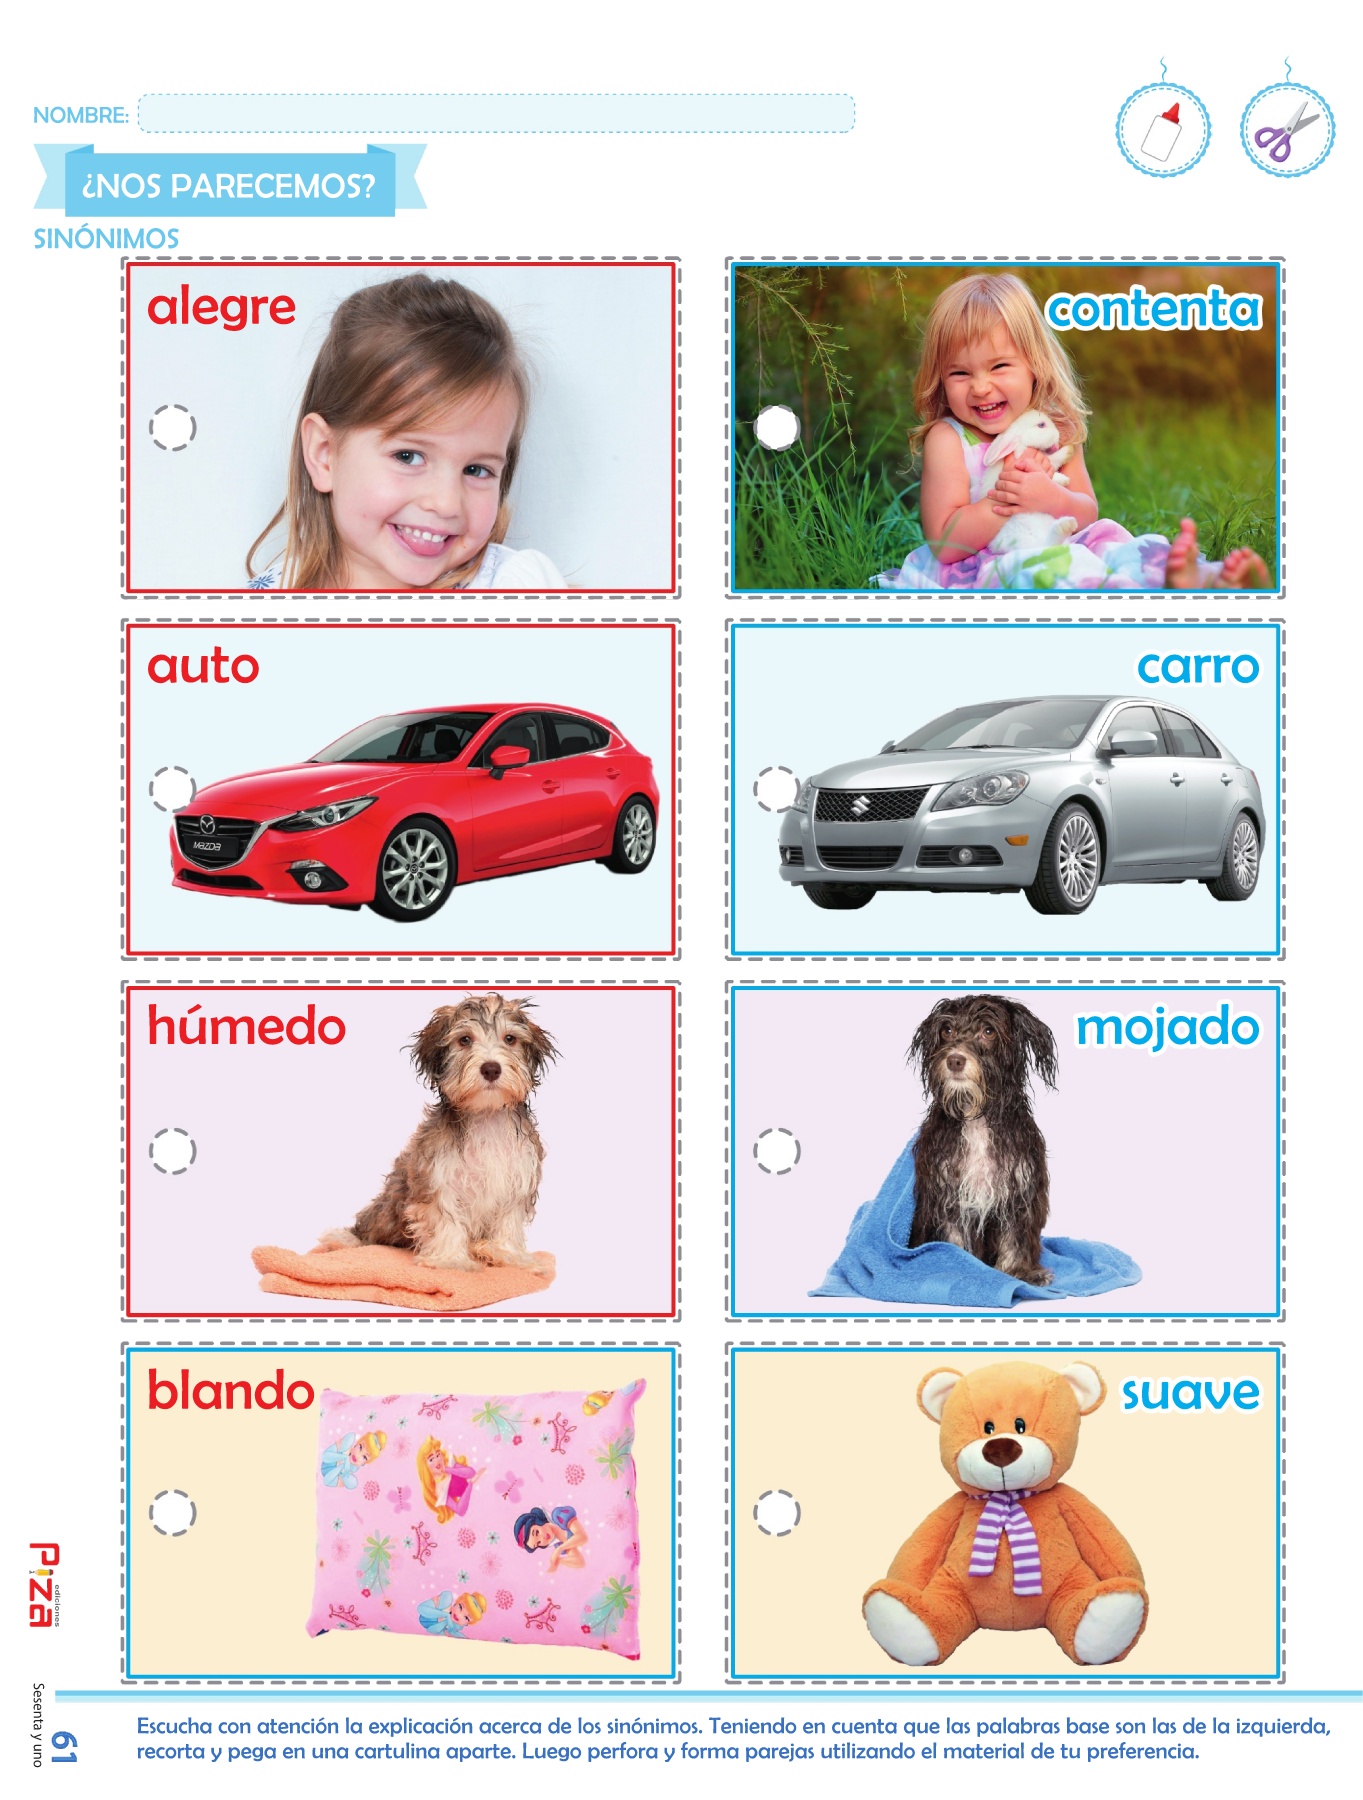 NOMBRE:
¿NOS PARECEMOS?
SINÓNIMOS
alegre
contenta
auto
carro
MAZDA
húmedo
mojado
blando
suave
Piza
ediciones
Sesenta y uno
61
Escucha con atención la explicación acerca de los sinónimos. Teniendo en cuenta que las palabras base son las de la izquierda,
recorta y pega en una cartulina aparte. Luego perfora y forma parejas utilizando el material de tu preferencia.